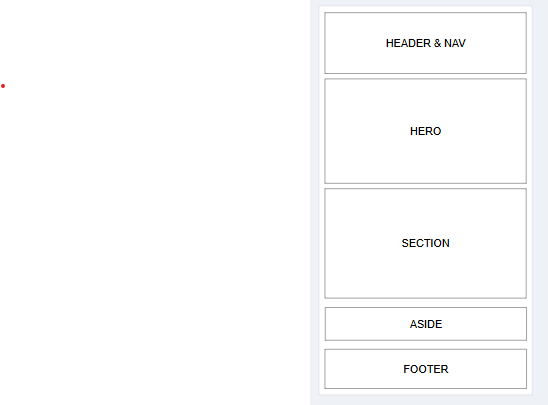 HEADER & NAV
HERO
SECTION
ASIDE
FOOTER